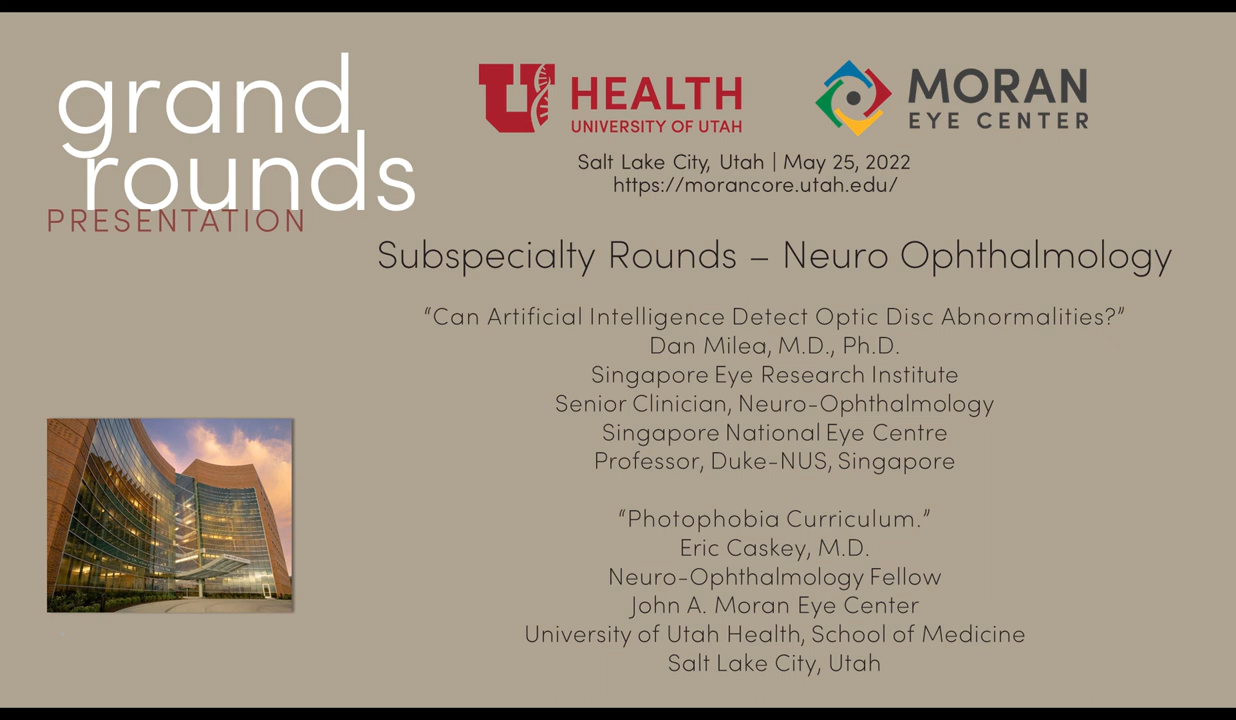 grand
rounds
PRESENTATION
U HEALTH
UNIVERSITY OF UTAH
MORAN
EYE CENTER
Salt Lake City, Utah | May 25, 2022
https://morancore.utah.edu/
Subspecialty Rounds – Neuro Ophthalmology
“Can Artificial Intelligence Detect Optic Disc Abnormalities?”
Dan Milea, M.D., Ph.D.
Singapore Eye Research Institute
Senior Clinician, Neuro-Ophthalmology
Singapore National Eye Centre
Professor, Duke-NUS, Singapore
“Photophobia Curriculum.”
Eric Caskey, M.D.
Neuro-Ophthalmology Fellow
John A. Moran Eye Center
University of Utah Health, School of Medicine
Salt Lake City, Utah